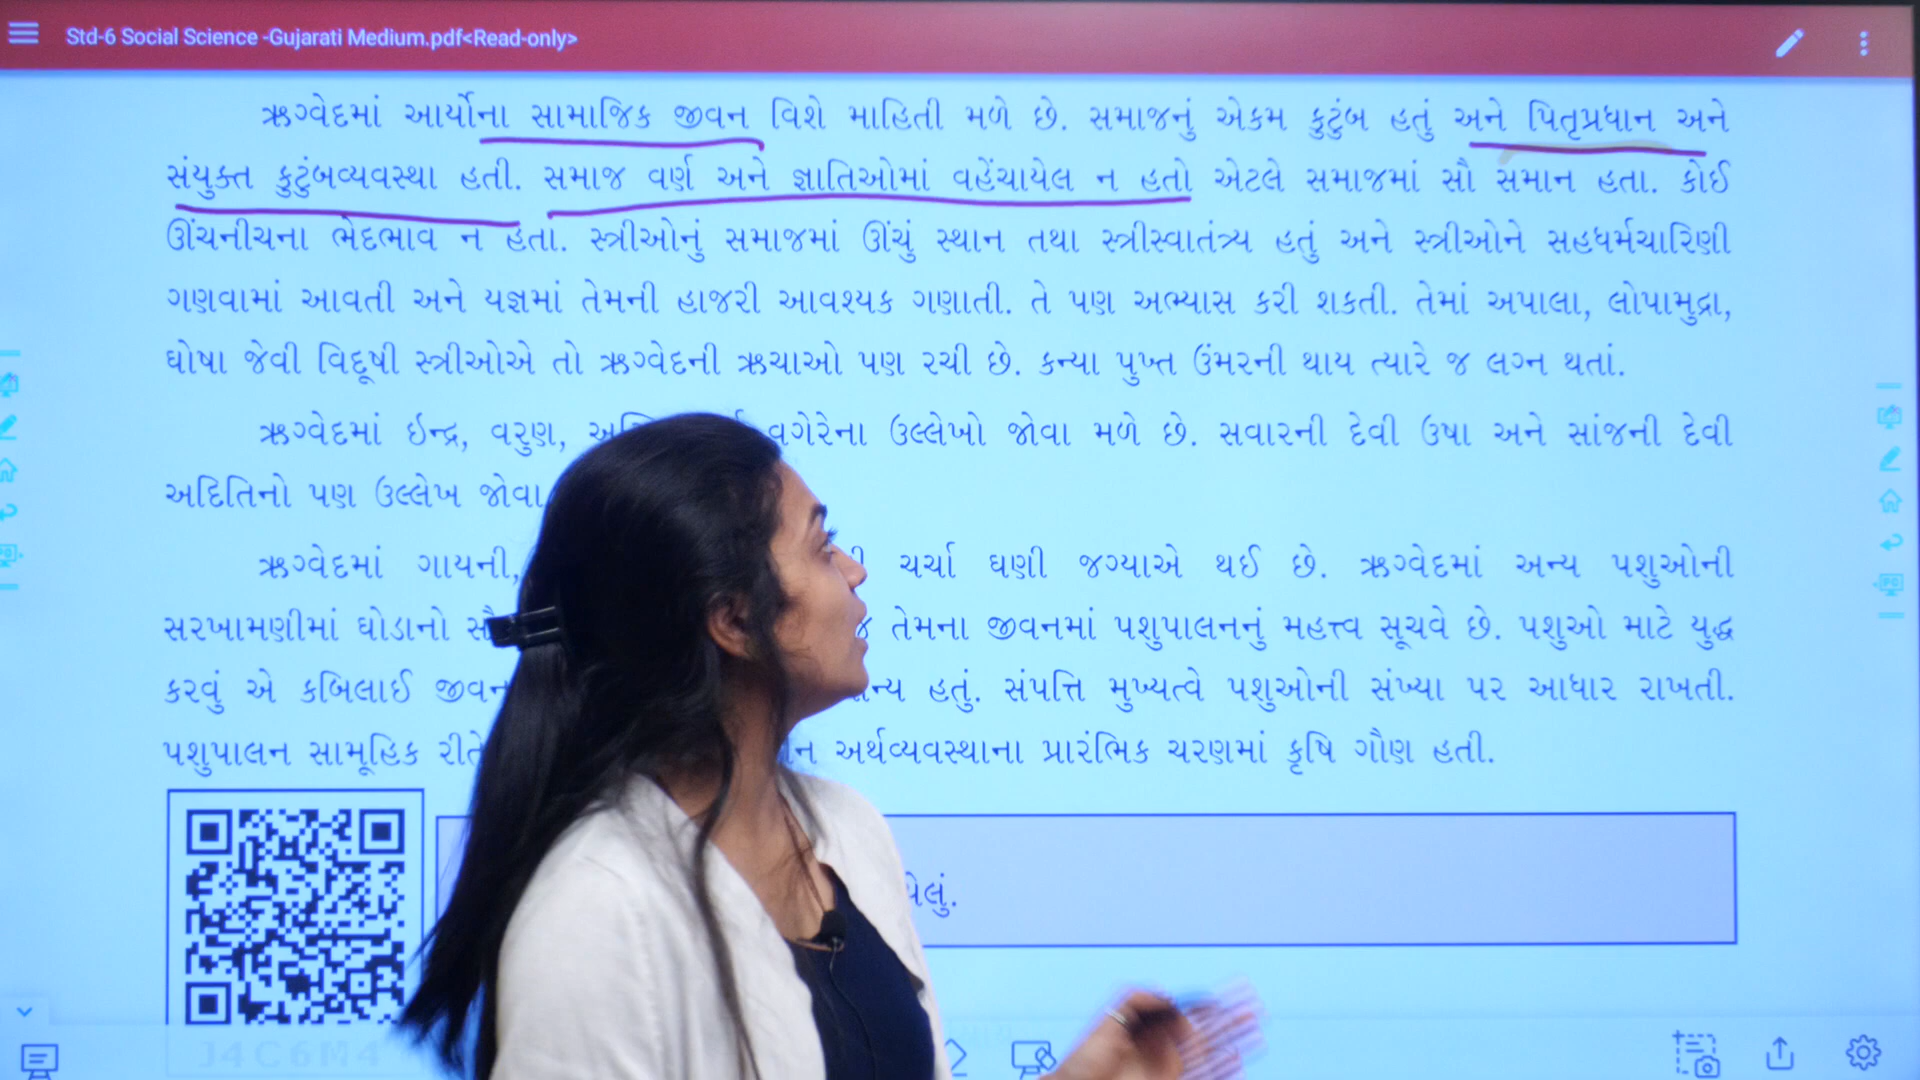 Std-6 Social Science -Gujarati Medium.pdf<Read-only>
ઋગ્વેદમાં આર્યોના સામાજિક જીવન વિશે માહિતી મળે છે. સમાજનું એકમ કુટુંબ હતું અને પિતૃપ્રધાન અને
સંયુક્ત કુટુંબવ્યવસ્થા હતી. સમાજ વર્ણ અને જ્ઞાતિઓમાં વહેંચાયેલ ન હતો એટલે સમાજમાં સૌ સમાન હતા. કોઈ
ઊંચનીચના ભેદભાવ ન હતા. સ્ત્રીઓનું સમાજમાં ઊંચું સ્થાન તથા સ્ત્રીસ્વાતંત્ર્ય હતું અને સ્ત્રીઓને સહધર્મચારિણી
ગણવામાં આવતી અને યજ્ઞમાં તેમની હાજરી આવશ્યક ગણાતી. તે પણ અભ્યાસ કરી શકતી. તેમાં અપાલા, લોપામુદ્રા,
ઘોષા જેવી વિદૂષી સ્ત્રીઓએ તો ઋગ્વેદની ઋચાઓ પણ રચી છે. કન્યા પુખ્ત ઉંમરની થાય ત્યારે જ લગ્ન થતાં.
ઋગ્વેદમાં ઇન્દ્ર, વરુણ, વગેરેના ઉલ્લેખો જોવા મળે છે. સવારની દેવી ઉષા અને સાંજની દેવી
અદિતિનો પણ ઉલ્લેખ જોવા
ઋગ્વેદમાં ગાયની, ચર્ચા ઘણી જગ્યાએ થઈ છે. ઋગ્વેદમાં અન્ય પશુઓની
સરખામણીમાં ઘોડાનો તેમના જીવનમાં પશુપાલનનું મહત્ત્વ સૂચવે છે. પશુઓ માટે યુદ્ધ
કરવું એ કબિલાઈ જીવન હતું. સંપત્તિ મુખ્યત્વે પશુઓની સંખ્યા પર આધાર રાખતી.
પશુપાલન સામૂહિક અર્થવ્યવસ્થાના પ્રારંભિક ચરણમાં કૃષિ ગૌણ હતી.
J4C6M4